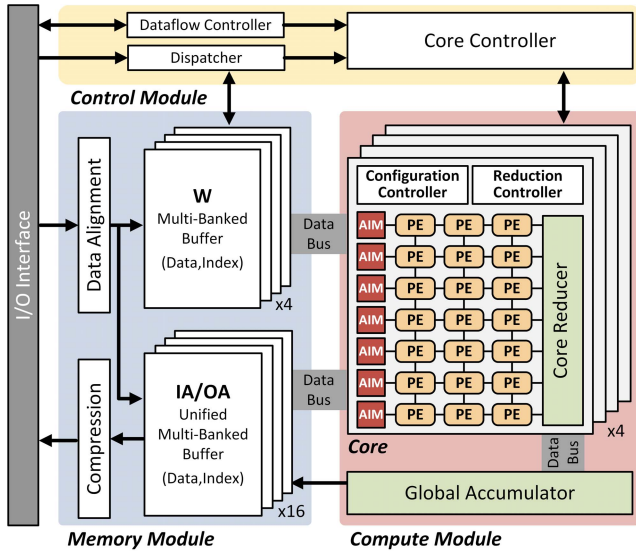 I/O Interface
Dataflow Controller
Dispatcher
Core Controller
Control Module
Data Alignment
W
Multi-Banked
Buffer
(Data,Index)
x4
Data
Bus
Compression
IA/OA
Unified
Multi-Banked
Buffer
(Data,Index)
x16
Data
Bus
Memory Module
Configuration
Controller
Reduction
Controller
AIM PE PE PE
AIM PE PE PE
AIM PE PE PE
AIM PE PE PE
AIM PE PE PE
AIM PE PE PE
AIM PE PE PE
Core Reducer
Core
x4
Data
Bus
Global Accumulator
Compute Module